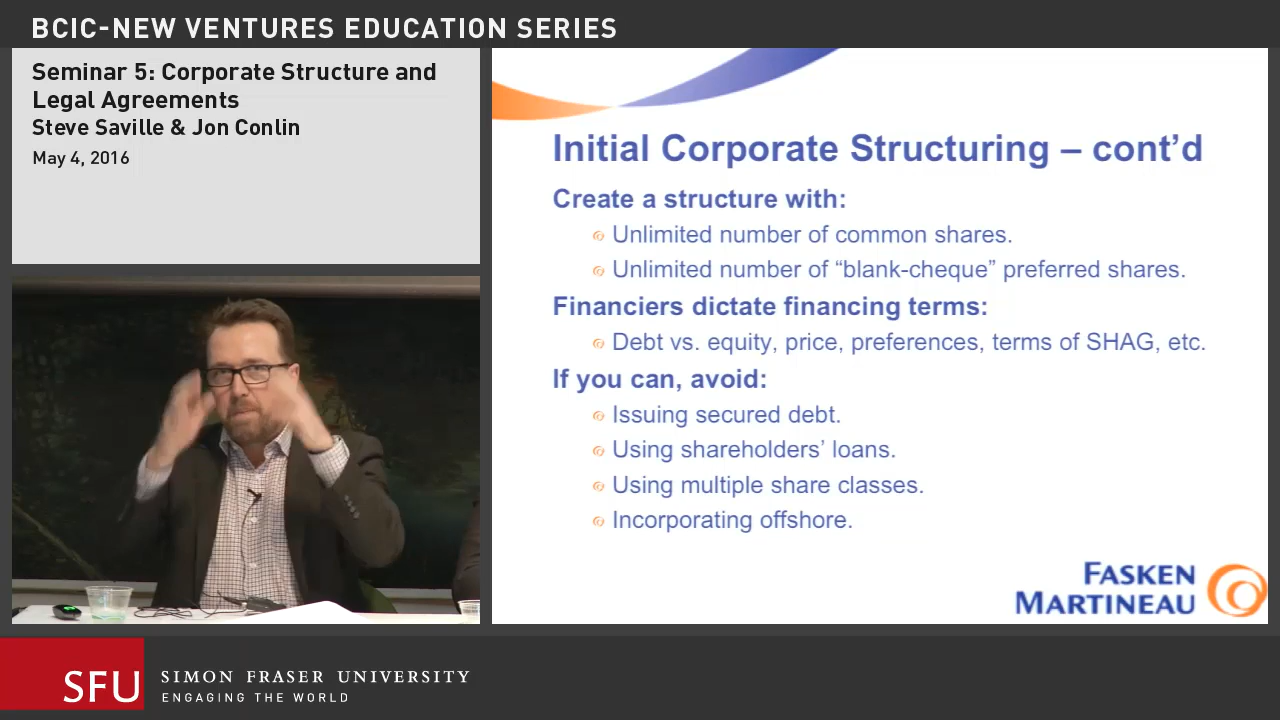 BCIC-NEW VENTURES EDUCATION SERIES
Seminar 5: Corporate Structure and
Legal Agreements
Steve Saville & Jon Conlin
May 4, 2016
Initial Corporate Structuring – cont’d
Create a structure with:
Unlimited number of common shares.
Unlimited number of “blank-cheque” preferred shares.
Financiers dictate financing terms:
Debt vs. equity, price, preferences, terms of SHAG, etc.
If you can, avoid:
Issuing secured debt.
Using shareholders’ loans.
Using multiple share classes.
Incorporating offshore.
FASKEN
MARTINEAU
SFU
SIMON FRASER UNIVERSITY
ENGAGING THE WORLD